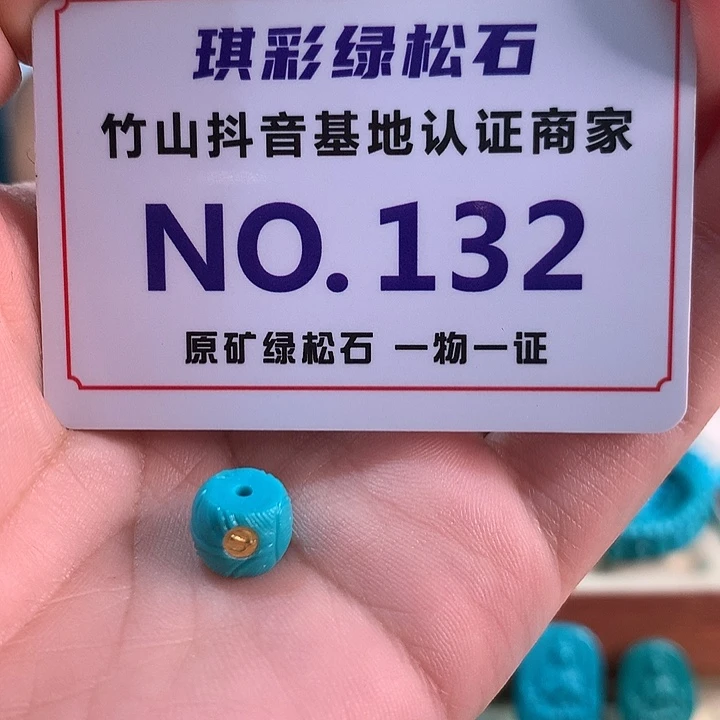 琪彩绿松石
竹山抖音基地认证商家
NO.132
原矿绿松石 一物一证